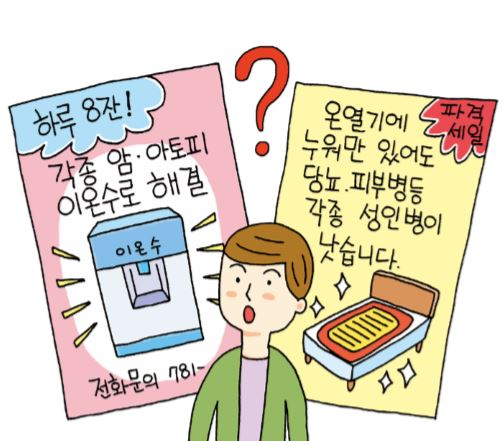 하루 8잔!
각종 암·아토피
이온수로 해결
이온수
전화문의 781-
?
파격
세일
온열기에
누워만 있어도
당뇨.피부병등
각종 성인병이
낫습니다.